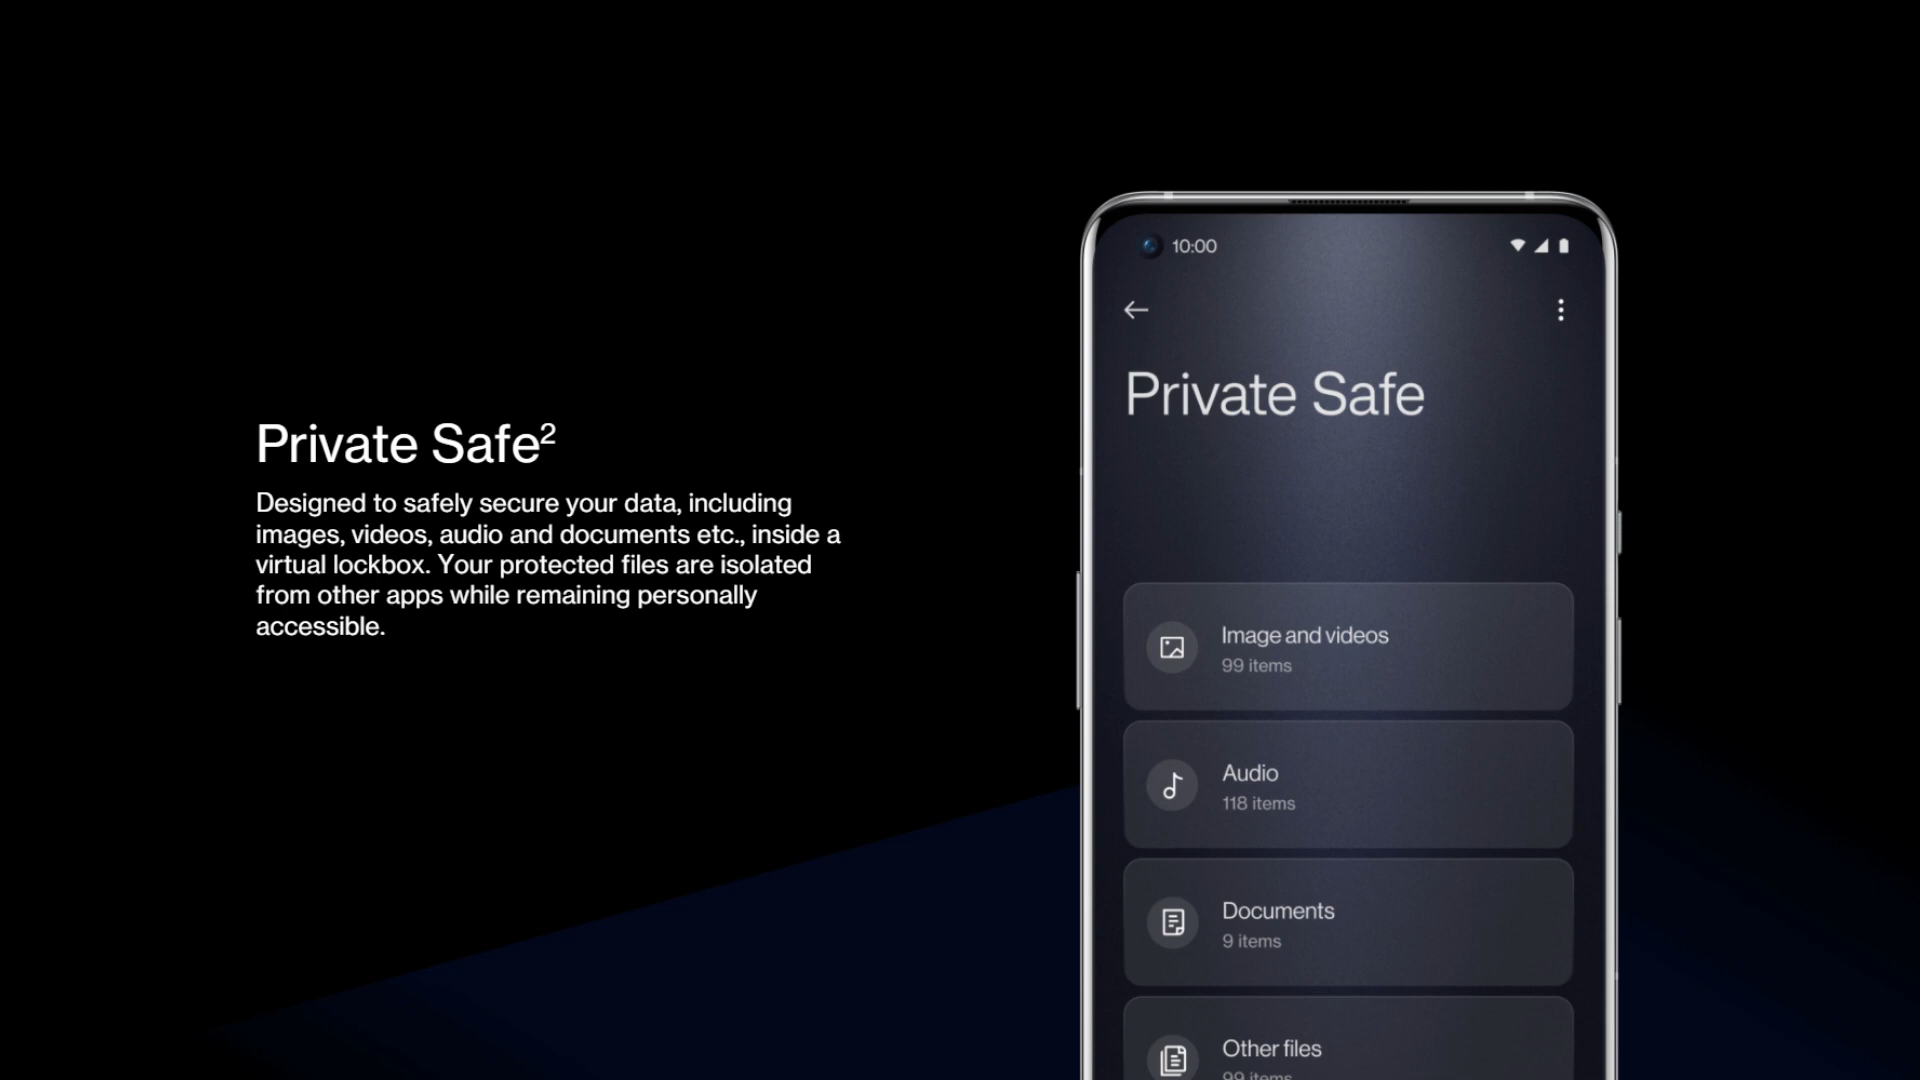 Private Safe²
Designed to safely secure your data, including
images, videos, audio and documents etc., inside a
virtual lockbox. Your protected files are isolated
from other apps while remaining personally
accessible.
10:00
Private Safe
Image and videos
99 items
Audio
118 items
Documents
9 items
Other files
99 items